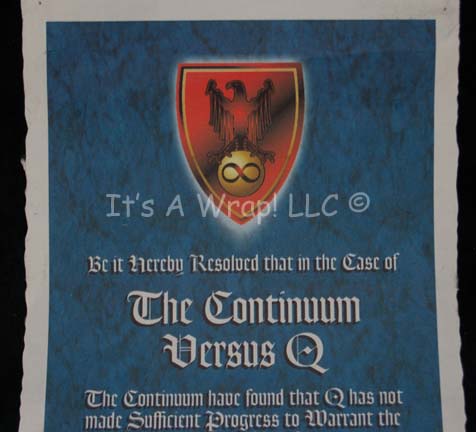 It's A Wrap! LLC ©
Be it Hereby Resolved that in the Case of
The Continuum
Versus Q
The Continuum have found that Q has not
made Sufficient Progress to Warrant the